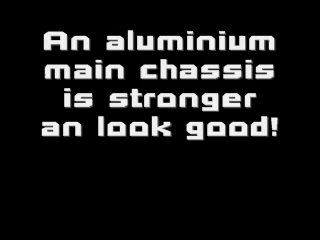 An aluminium
main chassis
is stronger
an look good!